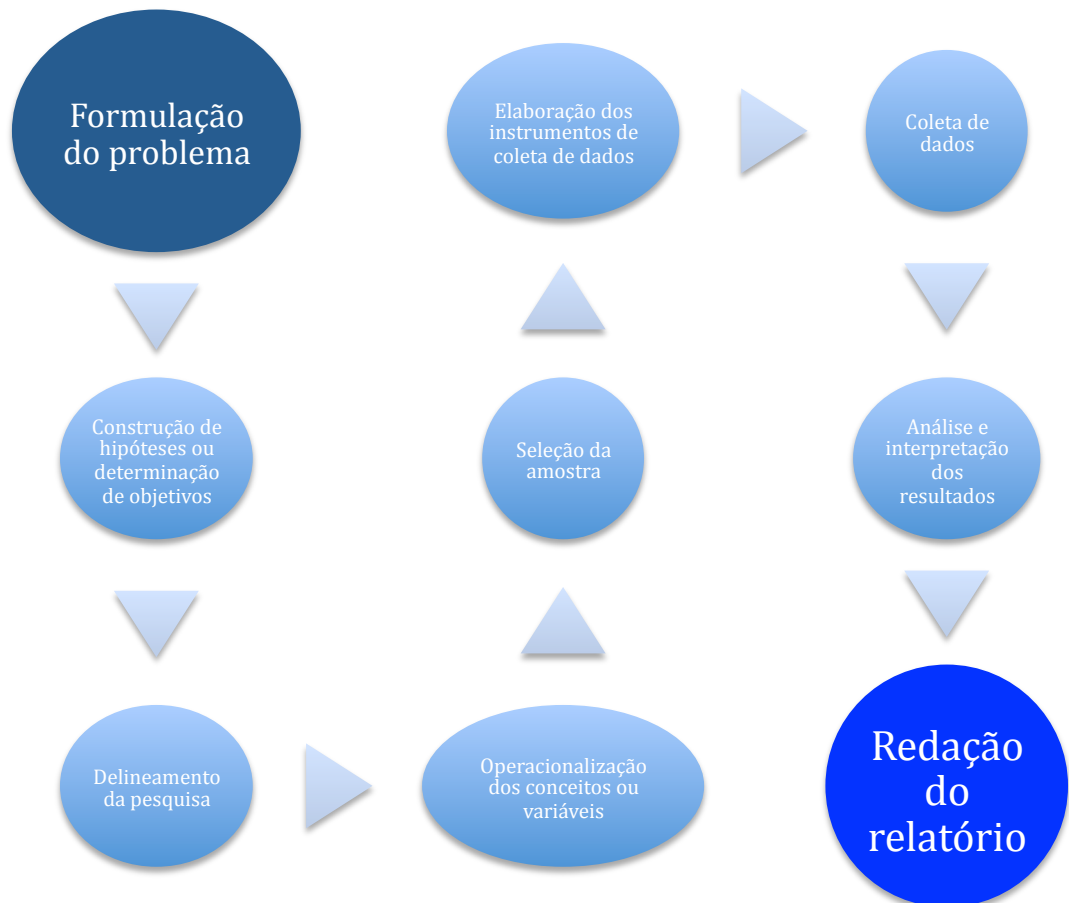 Formulação
do problema
Construção de
hipóteses ou
determinação
de objetivos
Delineamento
da pesquisa
Operacionalização
dos conceitos ou
variáveis
Seleção da
amostra
Elaboração dos
instrumentos de
coleta de dados
Coleta de
dados
Análise e
interpretação
dos
resultados
Redação
do
relatório